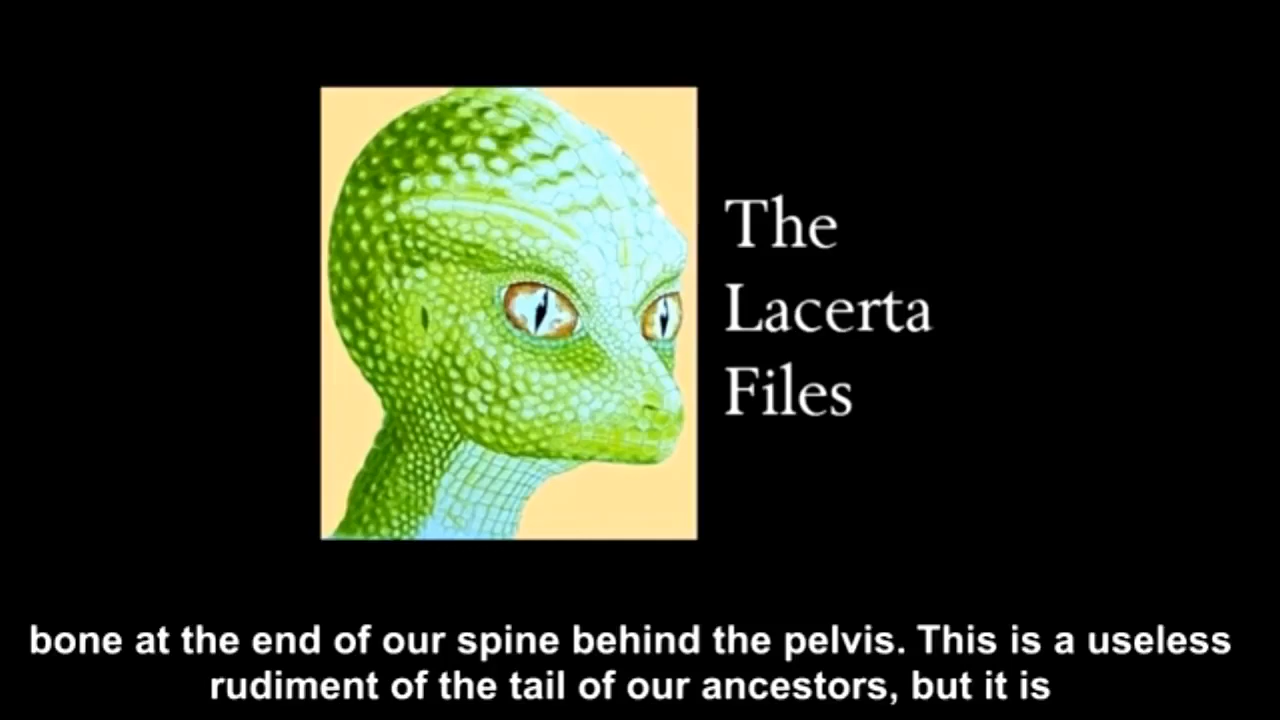 The
Lacerta
Files
bone at the end of our spine behind the pelvis. This is a useless
rudiment of the tail of our ancestors, but it is